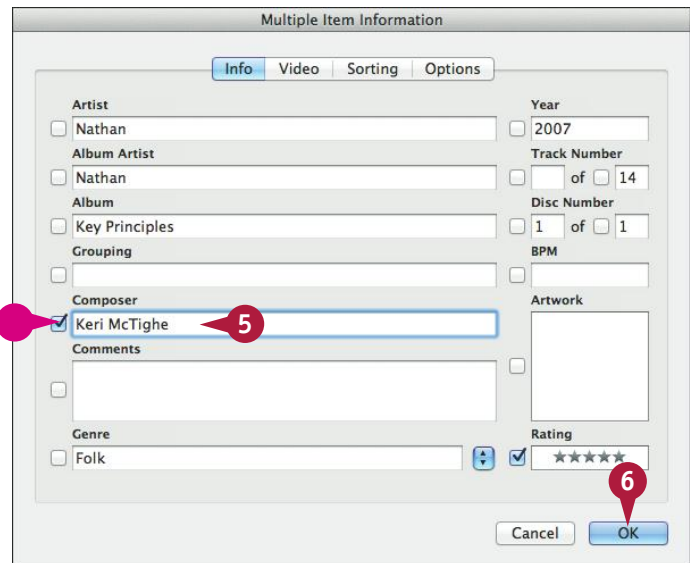 Multiple Item Information
Info Video Sorting Options
Artist Year
Nathan 2007
Album Artist Track Number
Nathan of 14
Album Disc Number
Key Principles 1 of 1
Grouping BPM
Composer Artwork
Keri McTighe 5
Comments
Genre Rating
Folk ★★★★★
6
Cancel OK